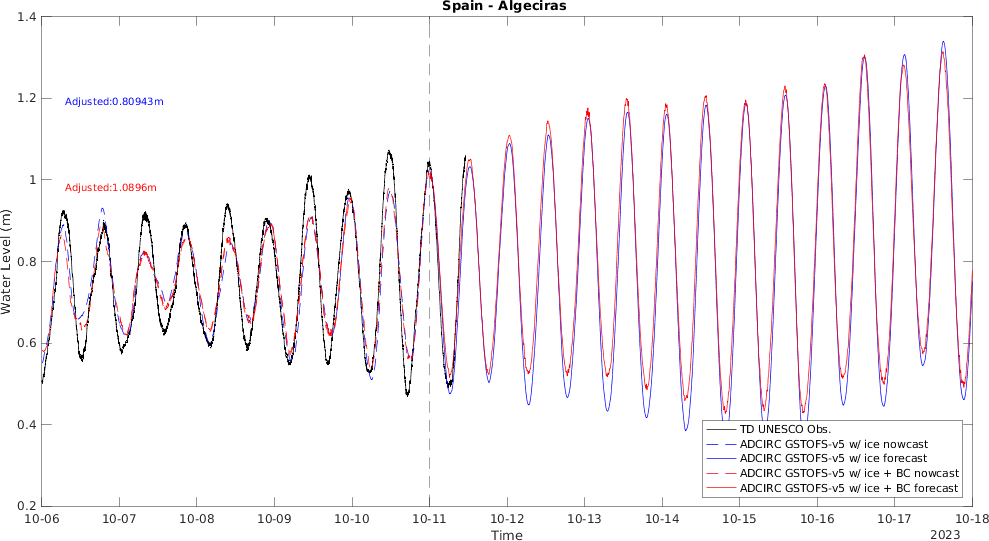 Spain - Algeciras
1.4
1.2
1
0.8
0.6
0.4
0.2
Water Level (m)
Adjusted:0.80943m
Adjusted:1.0896m
TD UNESCO Obs.
ADCIRC GSTOFS-v5 w/ ice nowcast
ADCIRC GSTOFS-v5 w/ ice forecast
ADCIRC GSTOFS-v5 w/ ice + BC nowcast
ADCIRC GSTOFS-v5 w/ ice + BC forecast
10-06 10-07 10-08 10-09 10-10 10-11 10-12 10-13 10-14 10-15 10-16 10-17 10-18
Time
2023